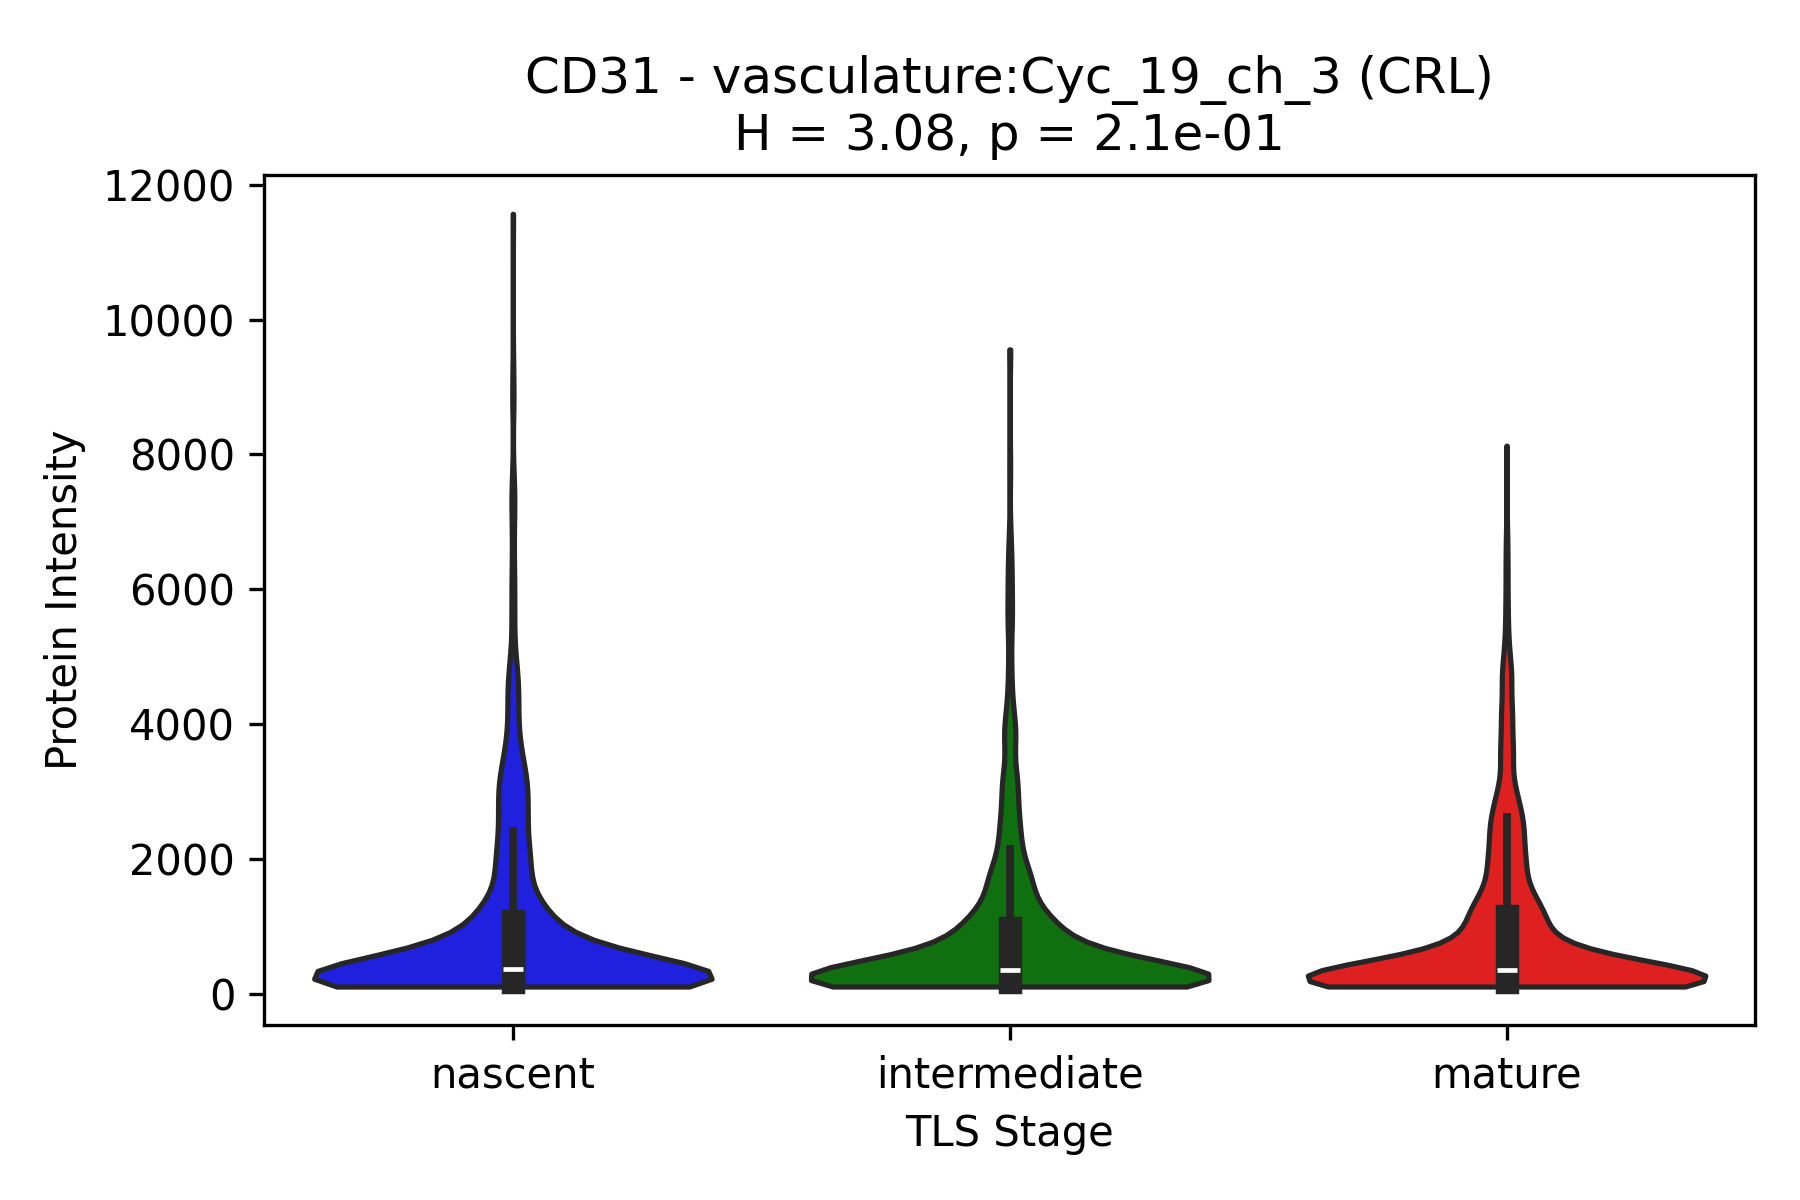 CD31 - vasculature:Cyc_19_ch_3 (CRL)
H = 3.08, p = 2.1e-01
12000
10000
8000
6000
4000
2000
0
Protein Intensity
nascent
intermediate
mature
TLS Stage